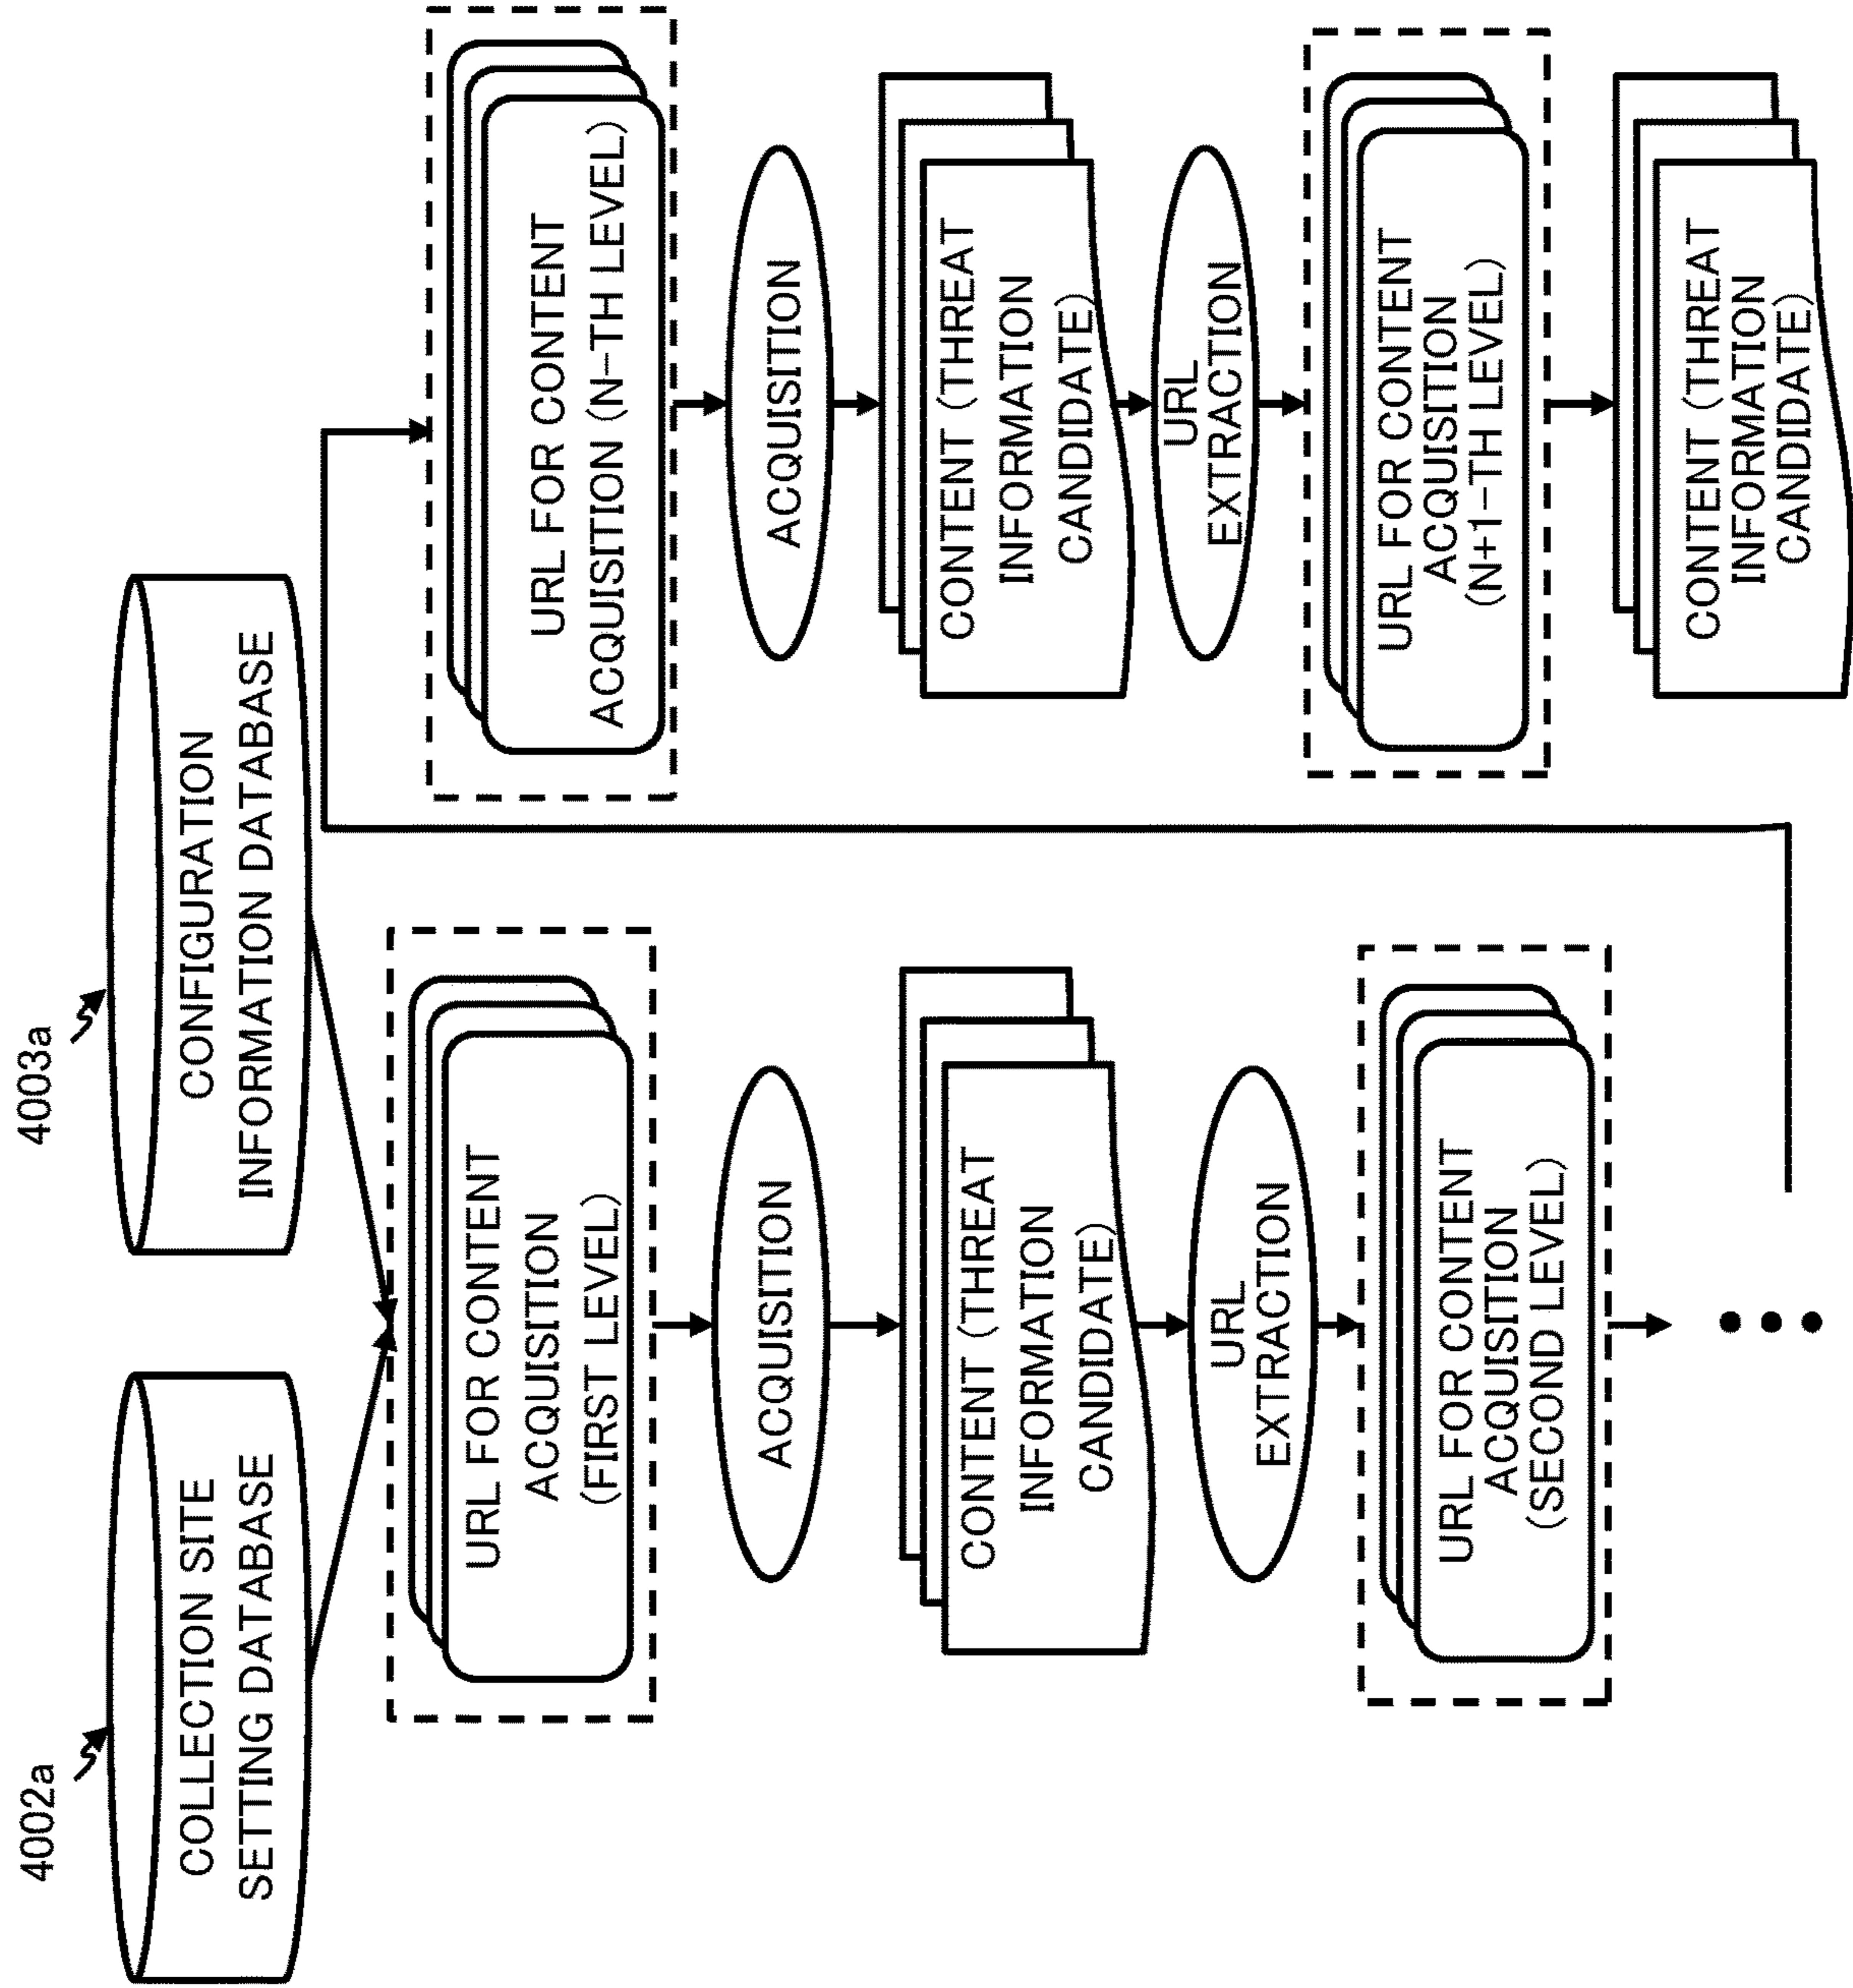 4002a
COLLECTION SITE
SETTING DATABASE
4003a
CONFIGURATION
INFORMATION DATABASE
URL FOR CONTENT
ACQUISITION
(FIRST LEVEL)
ACQUISITION
CONTENT (THREAT
INFORMATION
CANDIDATE)
URL
EXTRACTION
URL FOR CONTENT
ACQUISITION
(SECOND LEVEL)
URL FOR CONTENT
ACQUISITION (N-TH LEVEL)
ACQUISITION
CONTENT (THREAT
INFORMATION
CANDIDATE)
URL
EXTRACTION
URL FOR CONTENT
ACQUISITION
(N+1-TH LEVEL)
CONTENT (THREAT
INFORMATION
CANDIDATE)